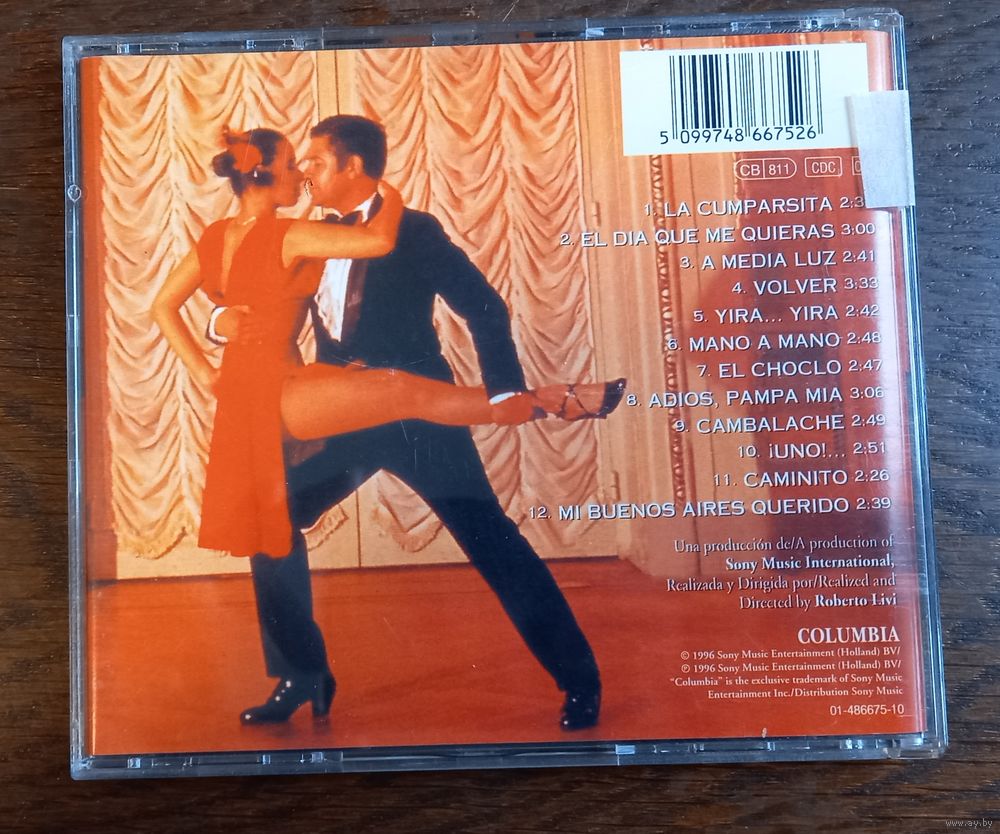 5 099748 667526
CB 811 CDC
1. LA CUMPARSITA
2. EL DIA QUE ME QUIERAS 3:00
3. A MEDIA LUZ 2:41
4. VOLVER 3:33
5. YIRA... YIRA 2:42
6. MANO A MANO 2:48
7. EL CHOCLO 2:47
8. ADIOS, PAMPA MIA 3:06
9. CAMBALACHE 2:49
10. ¡UNO!... 2:51
11. CAMINITO 2:26
12. MI BUENOS AIRES QUERIDO 2:39
Una producción de/A production of
Sony Music International,
Realizada y Dirigida por/Realized and
Directed by Roberto Livi
COLUMBIA
© 1996 Sony Music Entertainment (Holland) BV/
℗ 1996 Sony Music Entertainment (Holland) BV/
"Columbia" is the exclusive trademark of Sony Music
Entertainment Inc./Distribution Sony Music
01-486675-10
www.ay.by